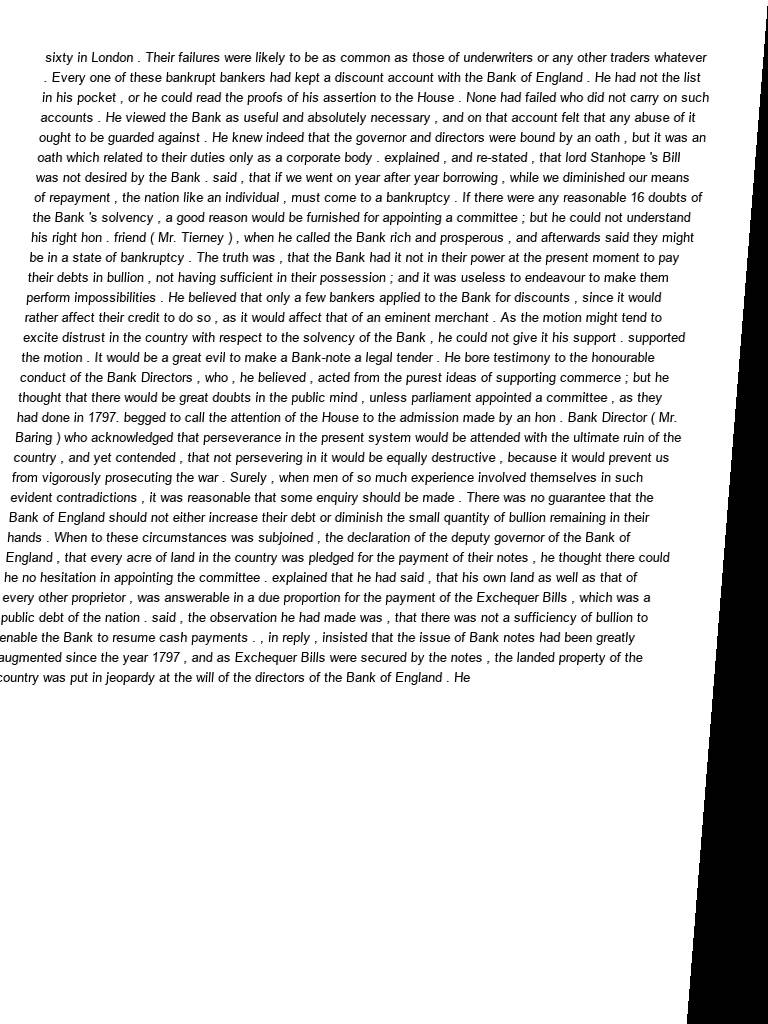 sixty in London . Their failures were likely to be as common as those of underwriters or any other traders whatever
. Every one of these bankrupt bankers had kept a discount account with the Bank of England . He had not the list
in his pocket , or he could read the proofs of his assertion to the House . None had failed who did not carry on such
accounts . He viewed the Bank as useful and absolutely necessary , and on that account felt that any abuse of it
ought to be guarded against . He knew indeed that the governor and directors were bound by an oath , but it was an
oath which related to their duties only as a corporate body . explained , and re-stated , that lord Stanhope 's Bill
was not desired by the Bank . said , that if we went on year after year borrowing , while we diminished our means
of repayment , the nation like an individual , must come to a bankruptcy . If there were any reasonable 16 doubts of
the Bank 's solvency , a good reason would be furnished for appointing a committee ; but he could not understand
his right hon . friend ( Mr. Tierney ) , when he called the Bank rich and prosperous , and afterwards said they might
be in a state of bankruptcy . The truth was , that the Bank had it not in their power at the present moment to pay
their debts in bullion , not having sufficient in their possession ; and it was useless to endeavour to make them
perform impossibilities . He believed that only a few bankers applied to the Bank for discounts , since it would
rather affect their credit to do so , as it would affect that of an eminent merchant . As the motion might tend to
excite distrust in the country with respect to the solvency of the Bank , he could not give it his support . supported
the motion . It would be a great evil to make a Bank-note a legal tender . He bore testimony to the honourable
conduct of the Bank Directors , who , he believed , acted from the purest ideas of supporting commerce ; but he
thought that there would be great doubts in the public mind , unless parliament appointed a committee , as they
had done in 1797. begged to call the attention of the House to the admission made by an hon . Bank Director ( Mr.
Baring ) who acknowledged that perseverance in the present system would be attended with the ultimate ruin of the
country , and yet contended , that not persevering in it would be equally destructive , because it would prevent us
from vigorously prosecuting the war . Surely , when men of so much experience involved themselves in such
evident contradictions , it was reasonable that some enquiry should be made . There was no guarantee that the
Bank of England should not either increase their debt or diminish the small quantity of bullion remaining in their
hands . When to these circumstances was subjoined , the declaration of the deputy governor of the Bank of
England , that every acre of land in the country was pledged for the payment of their notes , he thought there could
he no hesitation in appointing the committee . explained that he had said , that his own land as well as that of
every other proprietor , was answerable in a due proportion for the payment of the Exchequer Bills , which was a
public debt of the nation . said , the observation he had made was , that there was not a sufficiency of bullion to
enable the Bank to resume cash payments . , in reply , insisted that the issue of Bank notes had been greatly
augmented since the year 1797 , and as Exchequer Bills were secured by the notes , the landed property of the
country was put in jeopardy at the will of the directors of the Bank of England . He